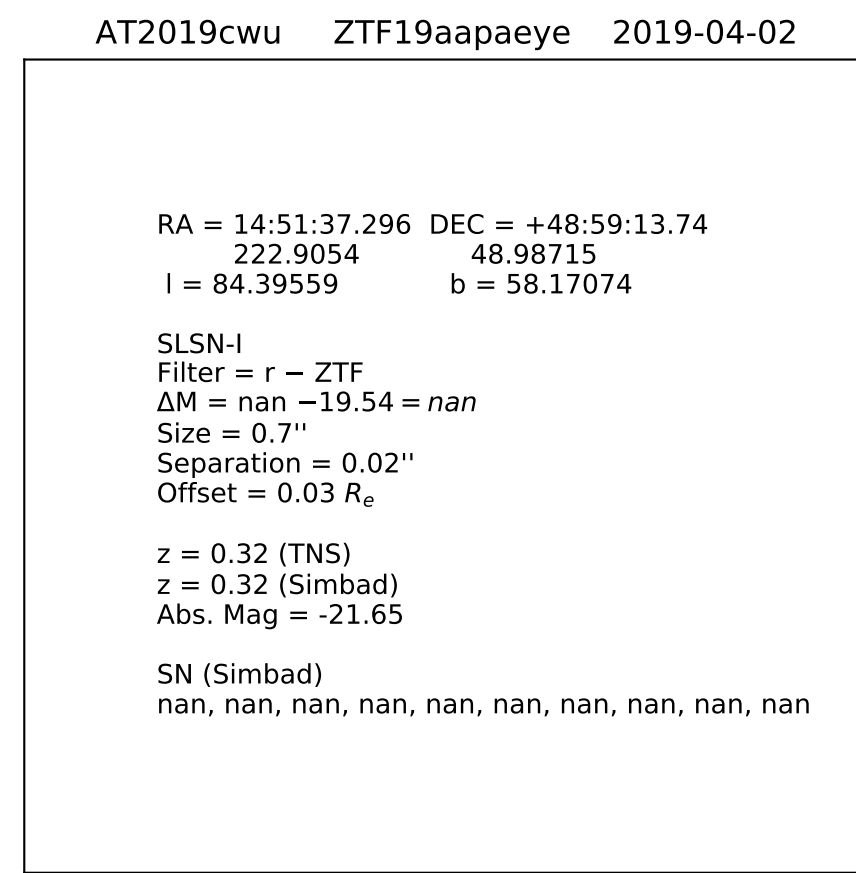 AT2019cwu ZTF19aapaeye 2019-04-02
RA = 14:51:37.296 DEC = +48:59:13.74
222.9054 48.98715
l = 84.39559 b = 58.17074
SLSN-I
Filter = r − ZTF
ΔM = nan −19.54 = nan
Size = 0.7''
Separation = 0.02''
Offset = 0.03 Re
z = 0.32 (TNS)
z = 0.32 (Simbad)
Abs. Mag = -21.65
SN (Simbad)
nan, nan, nan, nan, nan, nan, nan, nan, nan, nan